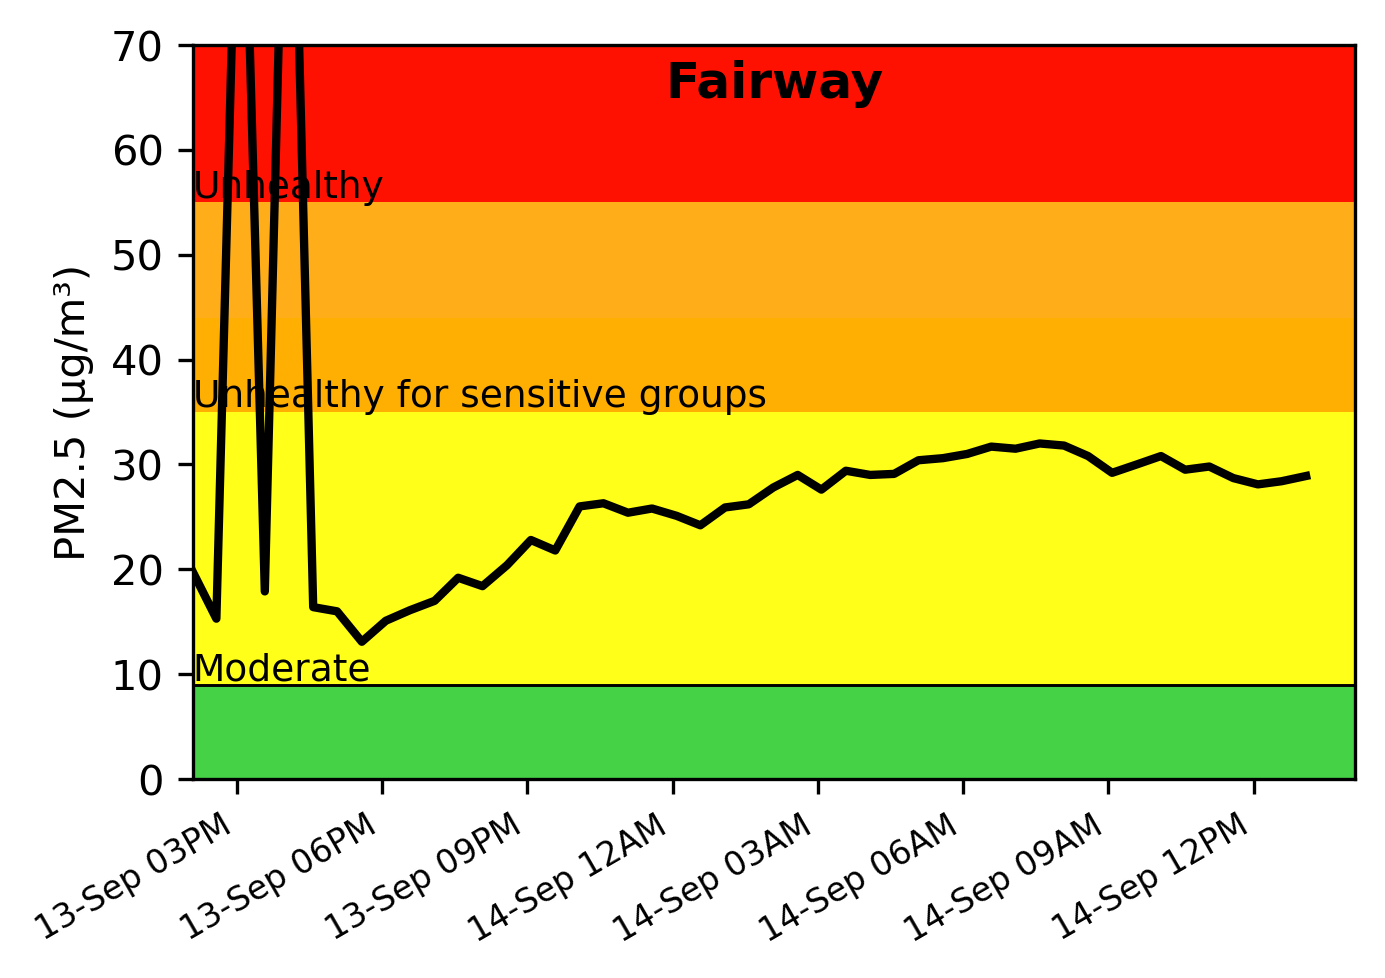 Fairway
70
60
50
40
30
20
10
0
PM2.5 (µg/m³)
Unhealthy
Unhealthy for sensitive groups
Moderate
13-Sep 03PM
13-Sep 06PM
13-Sep 09PM
14-Sep 12AM
14-Sep 03AM
14-Sep 06AM
14-Sep 09AM
14-Sep 12PM